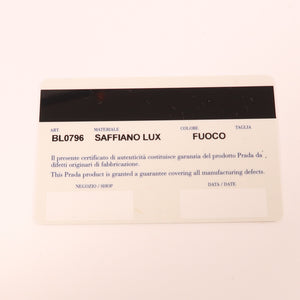 ART. MATERIALE COLORE TAGLIA
BL0796 SAFFIANO LUX FUOCO
Il presente certificato di autenticità costituisce garanzia del prodotto Prada da'
difetti originari di fabbricazione.
This Prada product is granted a guarantee covering all manufacturing defects.
NEGOZIO / SHOP DATA / DATE